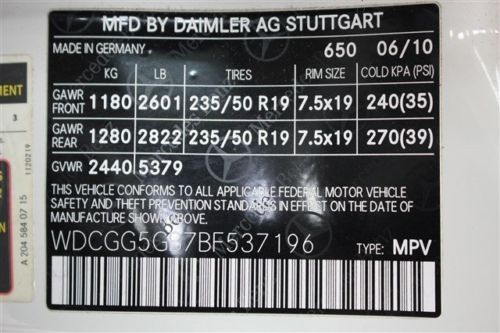 MFD BY DAIMLER AG STUTTGART
MADE IN GERMANY 650 06/10
KG LB TIRES RIM SIZE COLD KPA (PSI)
GAWR FRONT 1180 2601 235/50 R19 7.5x19 240(35)
GAWR REAR 1280 2822 235/50 R19 7.5x19 270(39)
GVWR 2440 5379
THIS VEHICLE CONFORMS TO ALL APPLICABLE FEDERAL MOTOR VEHICLE
SAFETY AND THEFT PREVENTION STANDARDS IN EFFECT ON THE DATE OF
MANUFACTURE SHOWN ABOVE.
TYPE: MPV
3
1120219
A 204 584 07 15